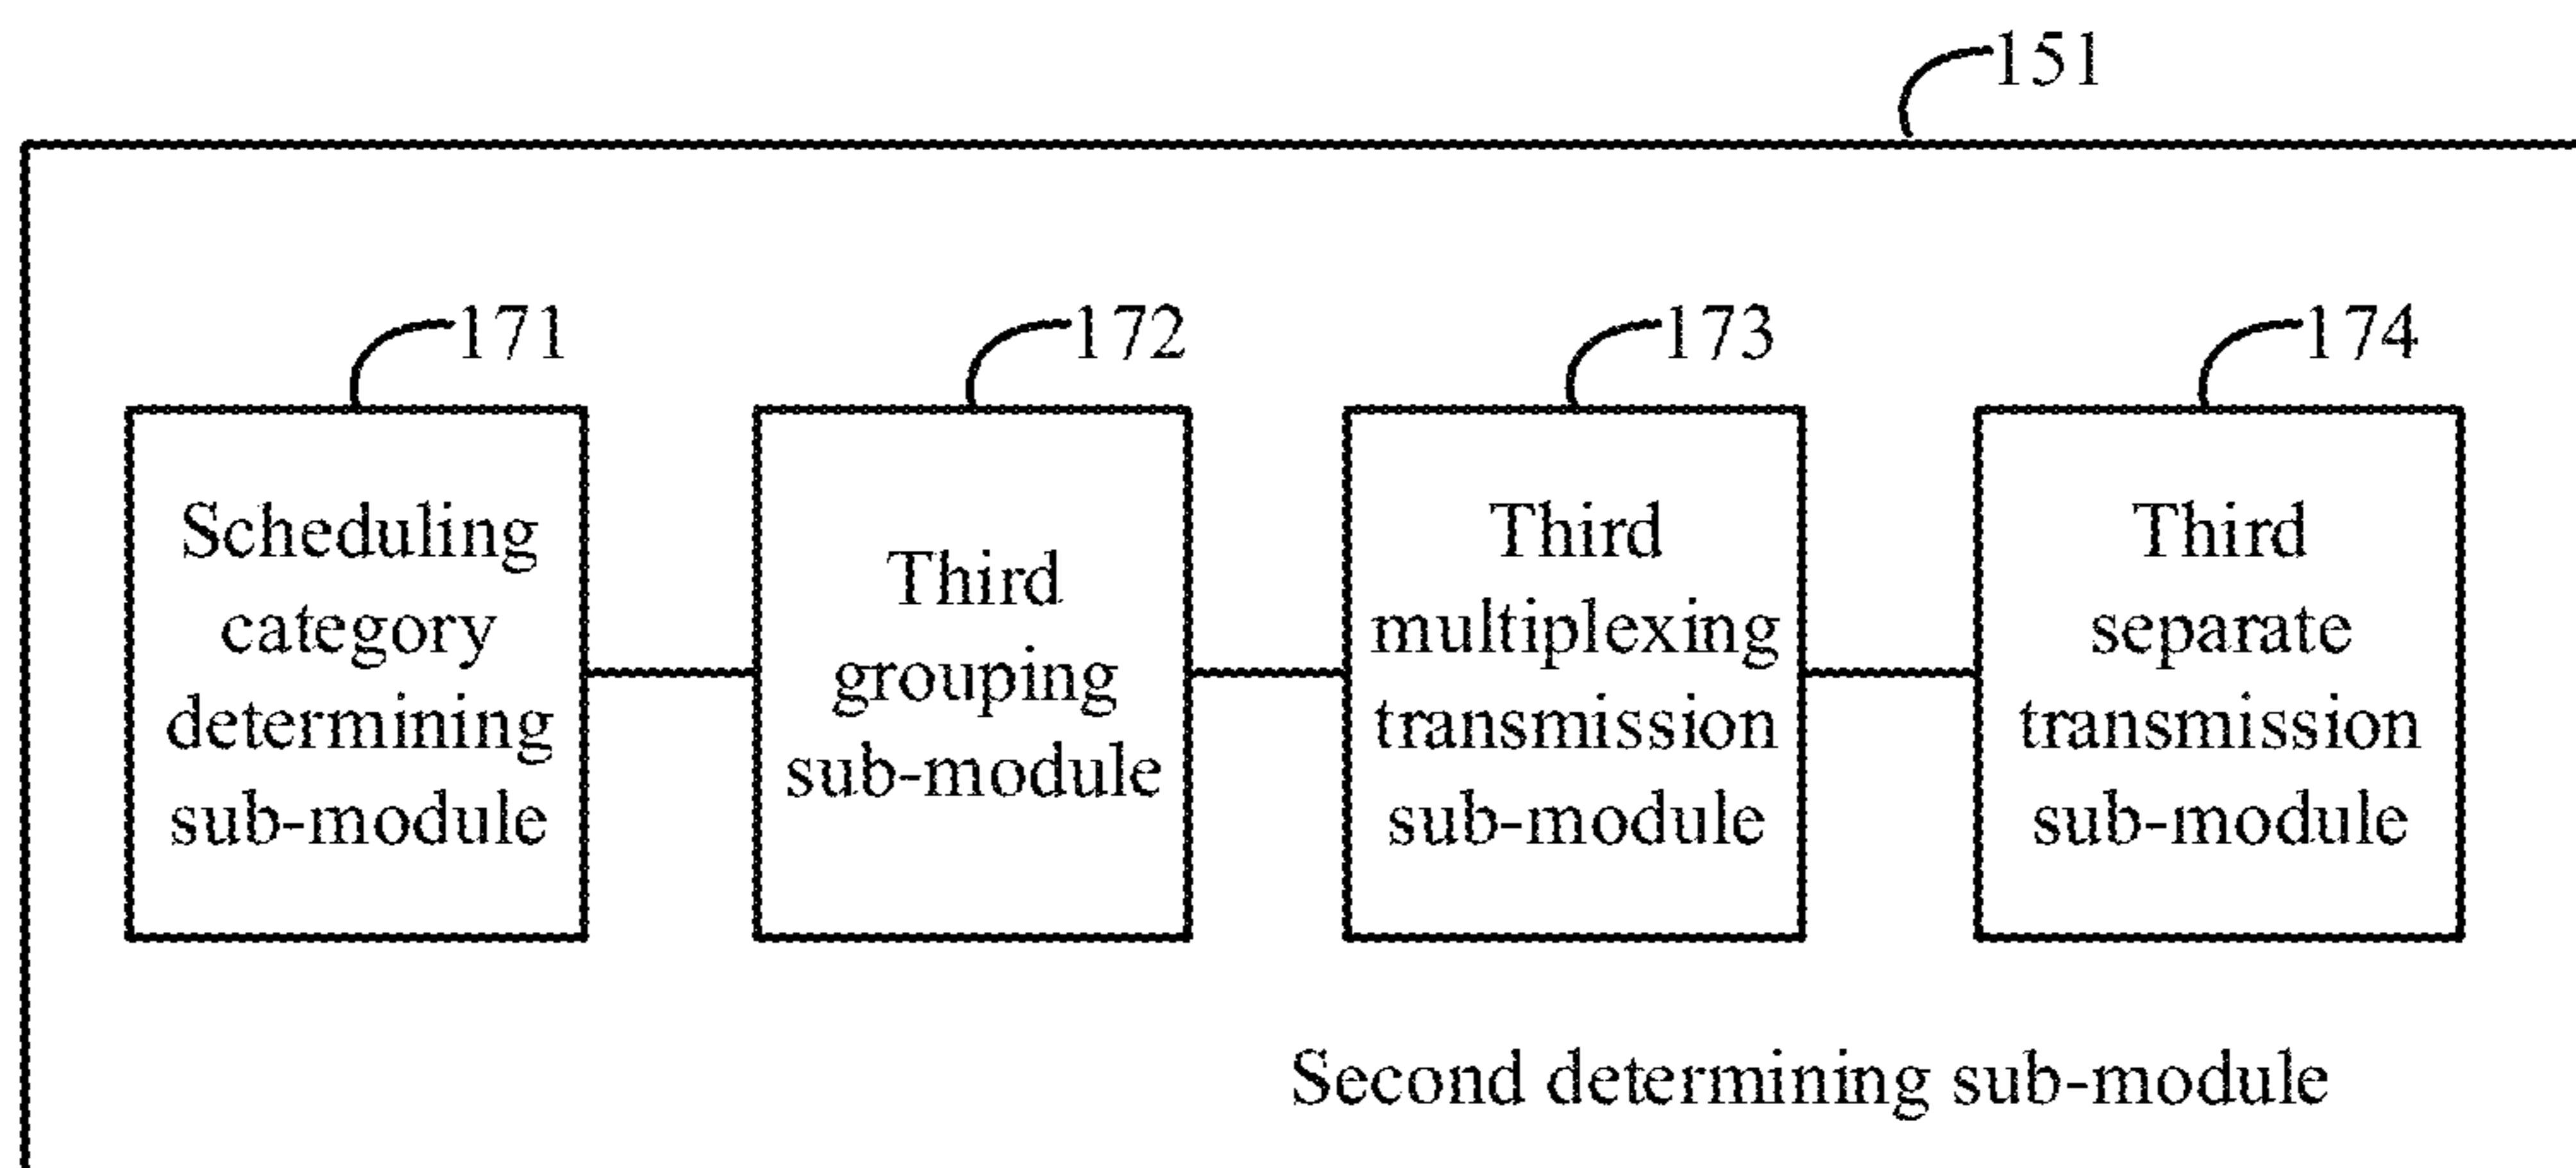 151
171
172
173
174
Scheduling
category
determining
sub-module
Third
grouping
sub-module
Third
multiplexing
transmission
sub-module
Third
separate
transmission
sub-module
Second determining sub-module